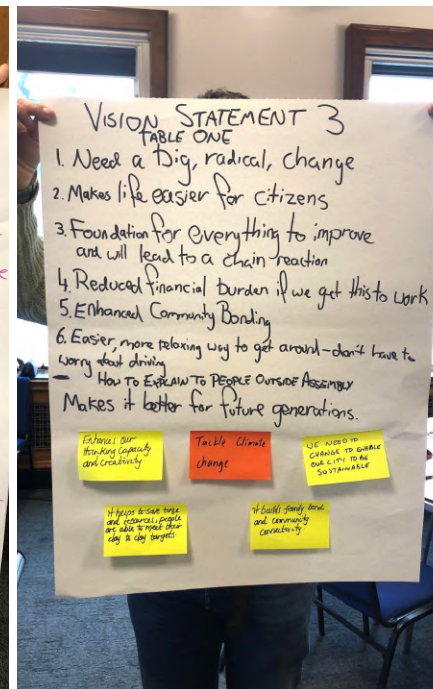 VISION STATEMENT 3
TABLE ONE
1. Need a big, radical, change
2. Makes life easier for citizens
3. Foundation for everything to improve
and will lead to a chain reaction
4. Reduced financial burden if we get this to work
5. Enhanced Community Bonding
6. Easier, more relaxing way to get around - don't have to
worry about driving
- HOW TO EXPLAIN TO PEOPLE OUTSIDE ASSEMBLY
Makes it better for future generations.
Enhances our
thinking capacity
and creativity
Tackle Climate
change
WE NEED TO
CHANGE TO ENABLE
OUR CITY TO BE
SUSTAINABLE
It helps to save time
and resources, people
are able to meet their
day to day targets.
It builds family bond
and community
connectivity